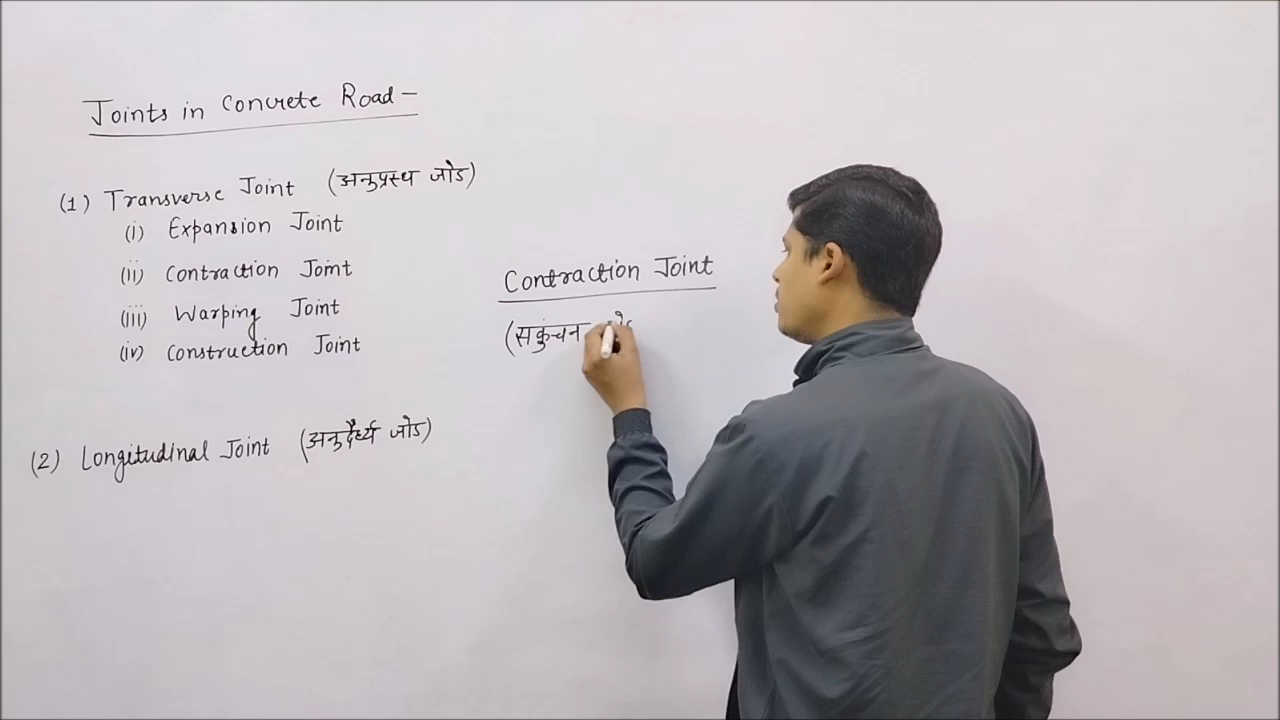 Joints in Concrete Road -
(1) Transverse Joint (अनुप्रस्थ जोड)
(i) Expansion Joint
(ii) Contraction Joint
(iii) Warping Joint
(iv) Construction Joint
(2) Longitudinal Joint (अनुदैर्ध्य जोड)
Contraction Joint
(सकुंचन